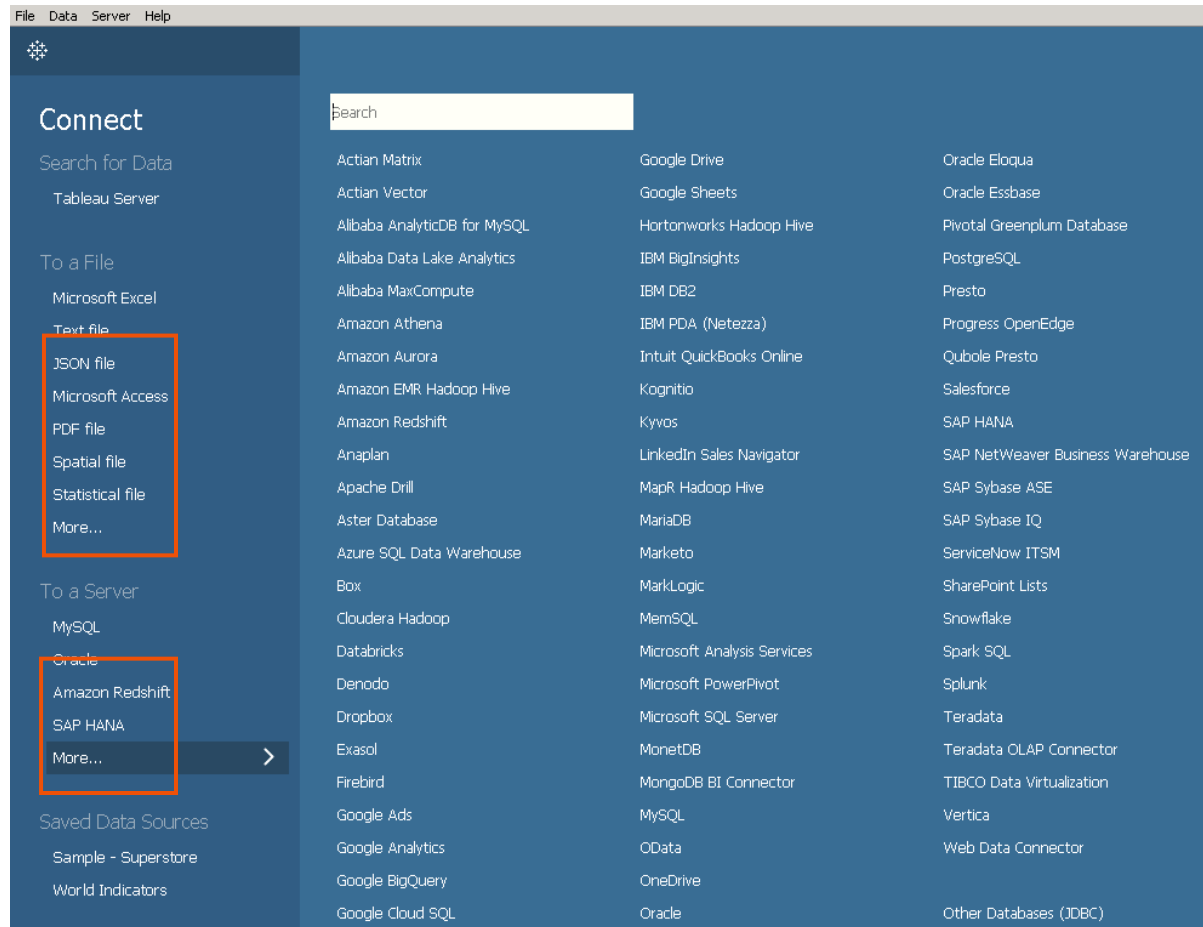 File Data Server Help
Connect
Search for Data
Tableau Server
To a File
Microsoft Excel
Text file
JSON file
Microsoft Access
PDF file
Spatial file
Statistical file
More...
To a Server
MySQL
Oracle
Amazon Redshift
SAP HANA
More...
Saved Data Sources
Sample - Superstore
World Indicators
Search
Actian Matrix
Actian Vector
Alibaba AnalyticDB for MySQL
Alibaba Data Lake Analytics
Alibaba MaxCompute
Amazon Athena
Amazon Aurora
Amazon EMR Hadoop Hive
Amazon Redshift
Anaplan
Apache Drill
Aster Database
Azure SQL Data Warehouse
Box
Cloudera Hadoop
Databricks
Denodo
Dropbox
Exasol
Firebird
Google Ads
Google Analytics
Google BigQuery
Google Cloud SQL
Google Drive
Google Sheets
Hortonworks Hadoop Hive
IBM BigInsights
IBM DB2
IBM PDA (Netezza)
Intuit QuickBooks Online
Kognitio
Kyvos
LinkedIn Sales Navigator
MapR Hadoop Hive
MariaDB
Marketo
MarkLogic
MemSQL
Microsoft Analysis Services
Microsoft PowerPivot
Microsoft SQL Server
MonetDB
MongoDB BI Connector
MySQL
OData
OneDrive
Oracle
Oracle Eloqua
Oracle Essbase
Pivotal Greenplum Database
PostgreSQL
Presto
Progress OpenEdge
Qubole Presto
Salesforce
SAP HANA
SAP NetWeaver Business Warehouse
SAP Sybase ASE
SAP Sybase IQ
ServiceNow ITSM
SharePoint Lists
Snowflake
Spark SQL
Splunk
Teradata
Teradata OLAP Connector
TIBCO Data Virtualization
Vertica
Web Data Connector
Other Databases (JDBC)